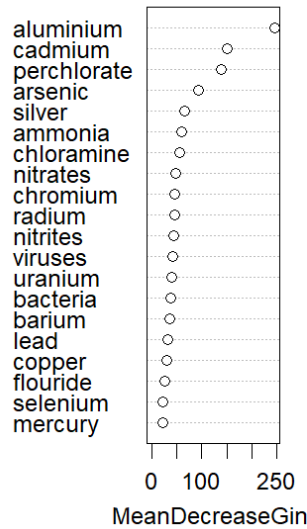 aluminium
cadmium
perchlorate
arsenic
silver
ammonia
chloramine
nitrates
chromium
radium
nitrites
viruses
uranium
bacteria
barium
lead
copper
flouride
selenium
mercury
0 100 250
MeanDecreaseGin